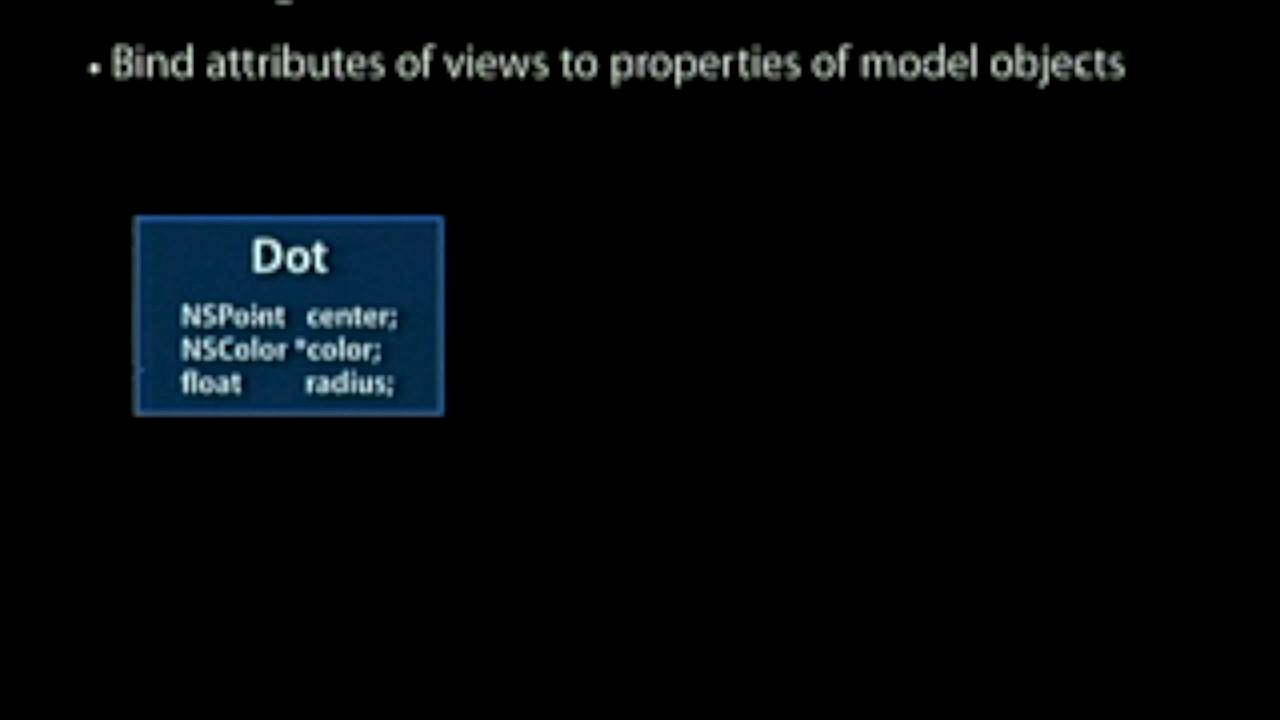 • Bind attributes of views to properties of model objects
Dot
NSPoint center;
NSColor *color;
float radius;